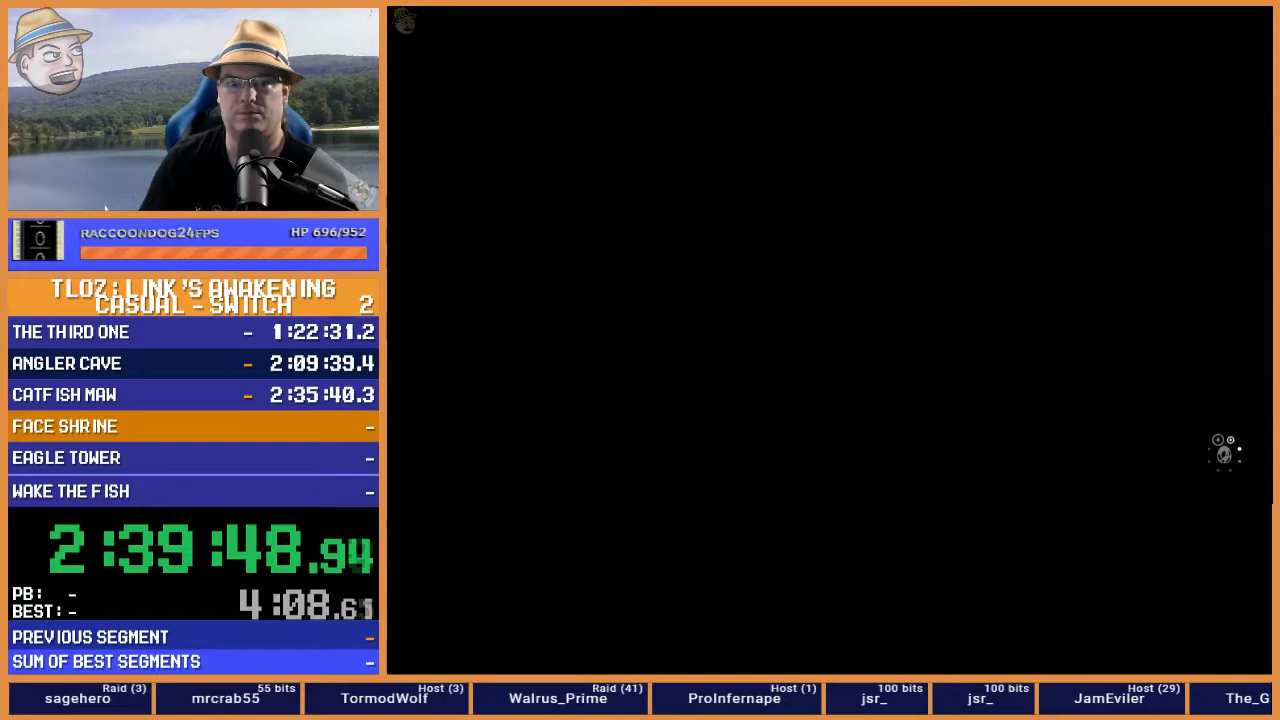 0
RACCOONDOG24FPS HP 696/952
TLOZ: LINK'S AWAKENING
CASUAL - SWITCH 2
THE THIRD ONE - 1:22:31.2
ANGLER CAVE - 2:09:39.4
CATFISH MAW - 2:35:40.3
FACE SHRINE -
EAGLE TOWER -
WAKE THE FISH -
2:39:48.94
PB: -
BEST: -
4:08.61
PREVIOUS SEGMENT -
SUM OF BEST SEGMENTS -
Raid (3) 55 bits Host (3) Raid (41) Host (1) 100 bits 100 bits Host (29)
sagehero mrcrab55 TormodWolf Walrus_Prime ProInfernape jsr_ jsr_ JamEviler The_G